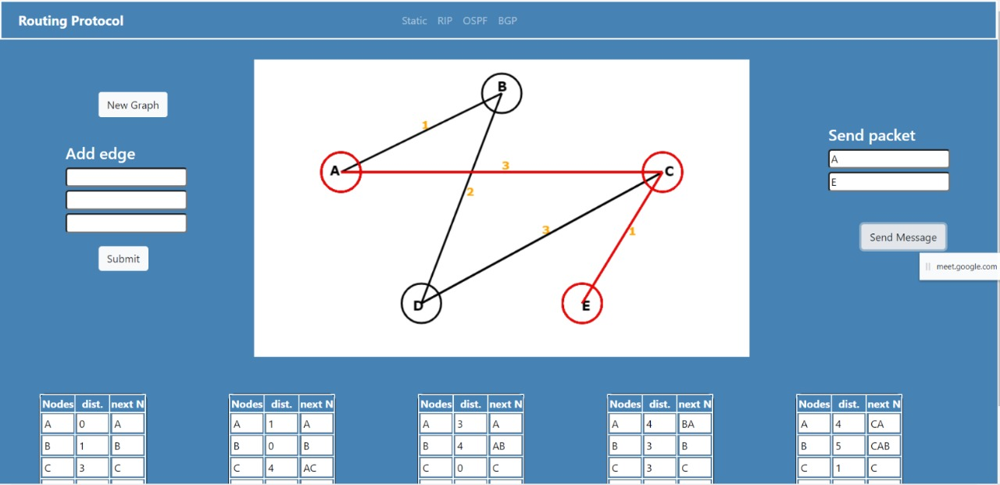 Routing Protocol
Static RIP OSPF BGP
New Graph
Add edge
Submit
B
1
A
3
C
2
3
1
D
E
Send packet
A
E
Send Message
meet.google.com
Nodes dist. next N
A 0 A
B 1 B
C 3 C
Nodes dist. next N
A 1 A
B 0 B
C 4 AC
Nodes dist. next N
A 3 A
B 4 AB
C 0 C
Nodes dist. next N
A 4 BA
B 3 B
C 3 C
Nodes dist. next N
A 4 CA
B 5 CAB
C 1 C